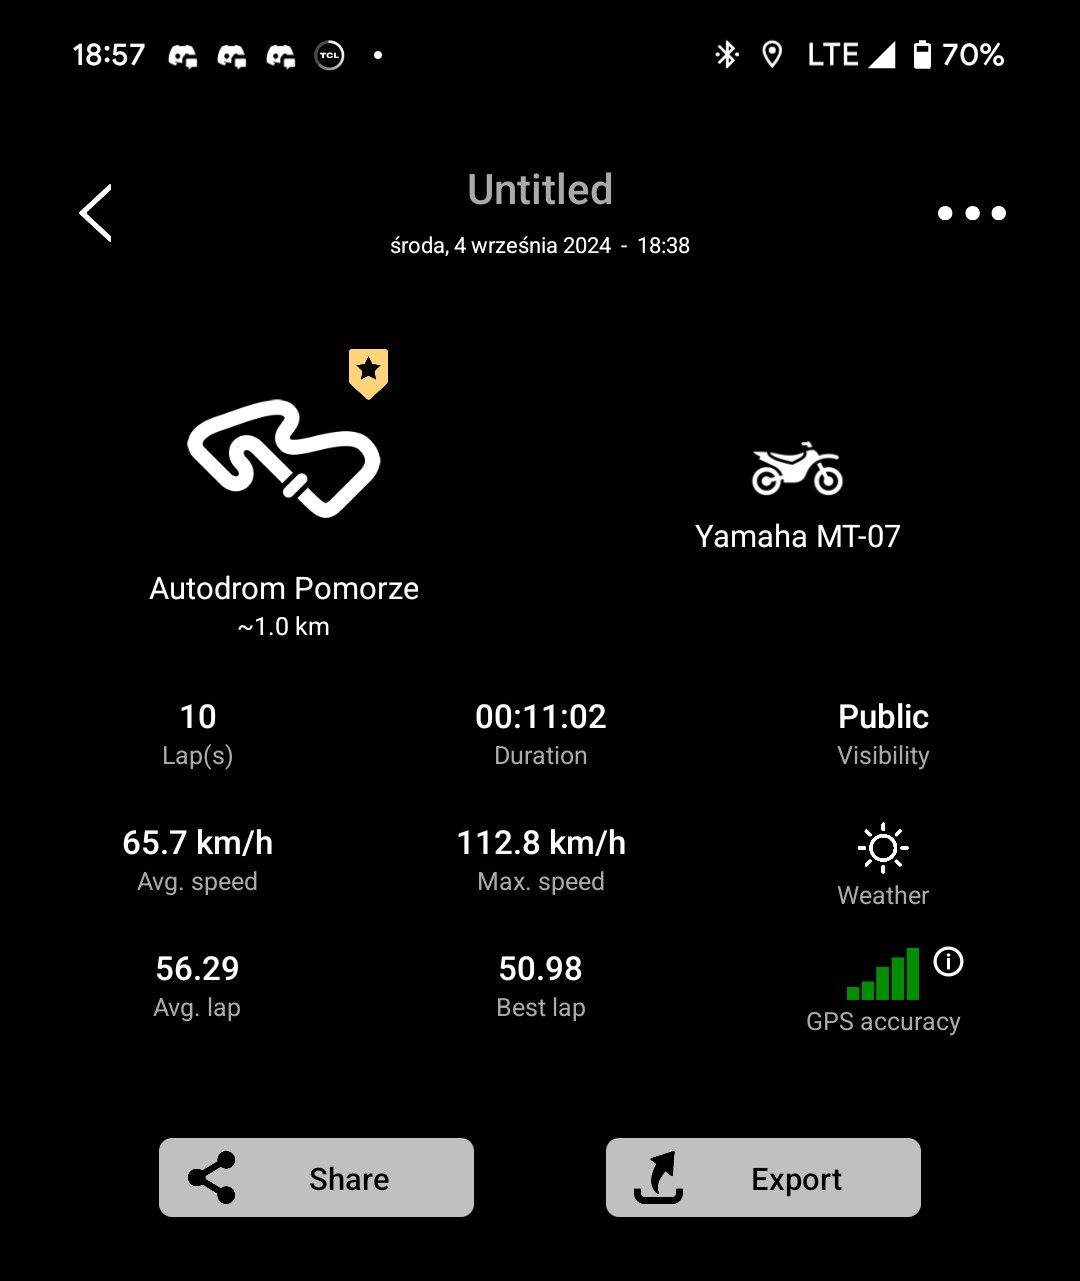 18:57 TCL LTE 70%
Untitled
środa, 4 września 2024 - 18:38
Yamaha MT-07
Autodrom Pomorze
~1.0 km
10 00:11:02 Public
Lap(s) Duration Visibility
65.7 km/h 112.8 km/h
Avg. speed Max. speed Weather
56.29 50.98
Avg. lap Best lap GPS accuracy
Share Export